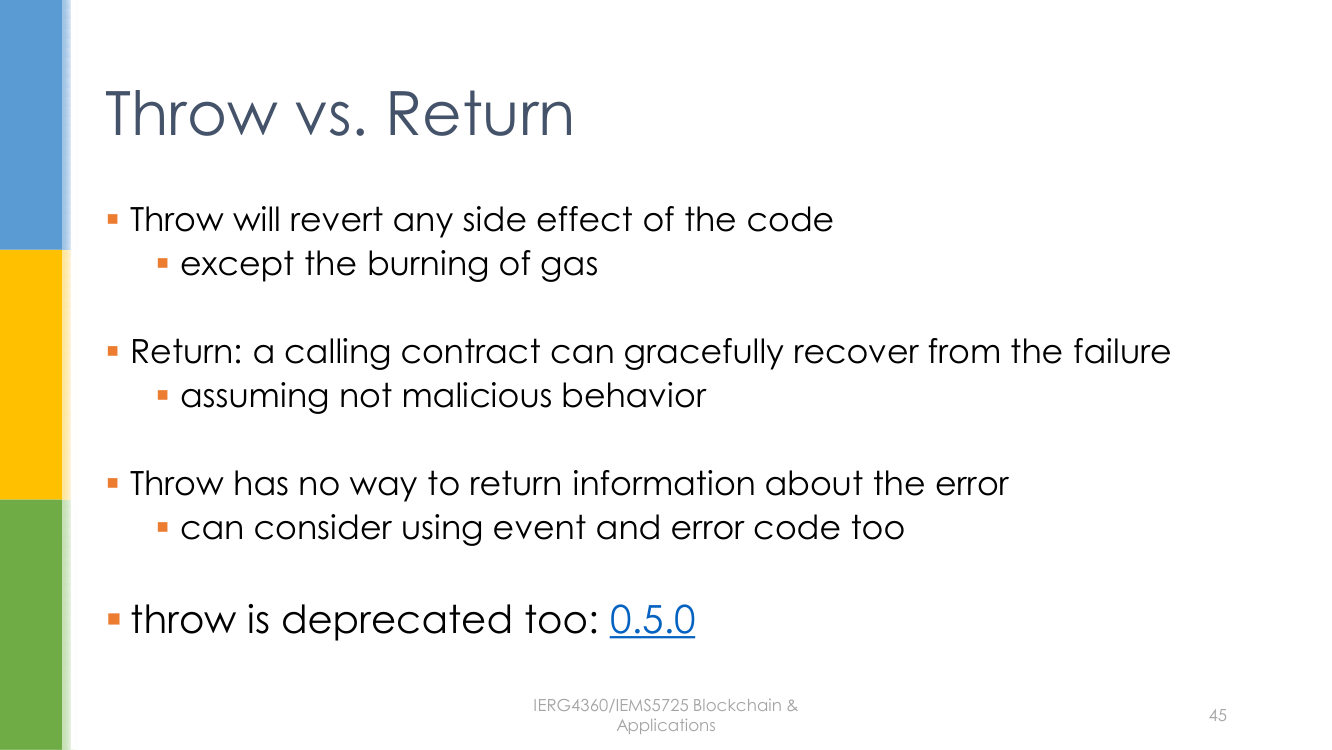 Throw vs. Return
▪ Throw will revert any side effect of the code
▪ except the burning of gas
▪ Return: a calling contract can gracefully recover from the failure
▪ assuming not malicious behavior
▪ Throw has no way to return information about the error
▪ can consider using event and error code too
▪ throw is deprecated too: 0.5.0
IERG4360/IEMS5725 Blockchain &
Applications
45